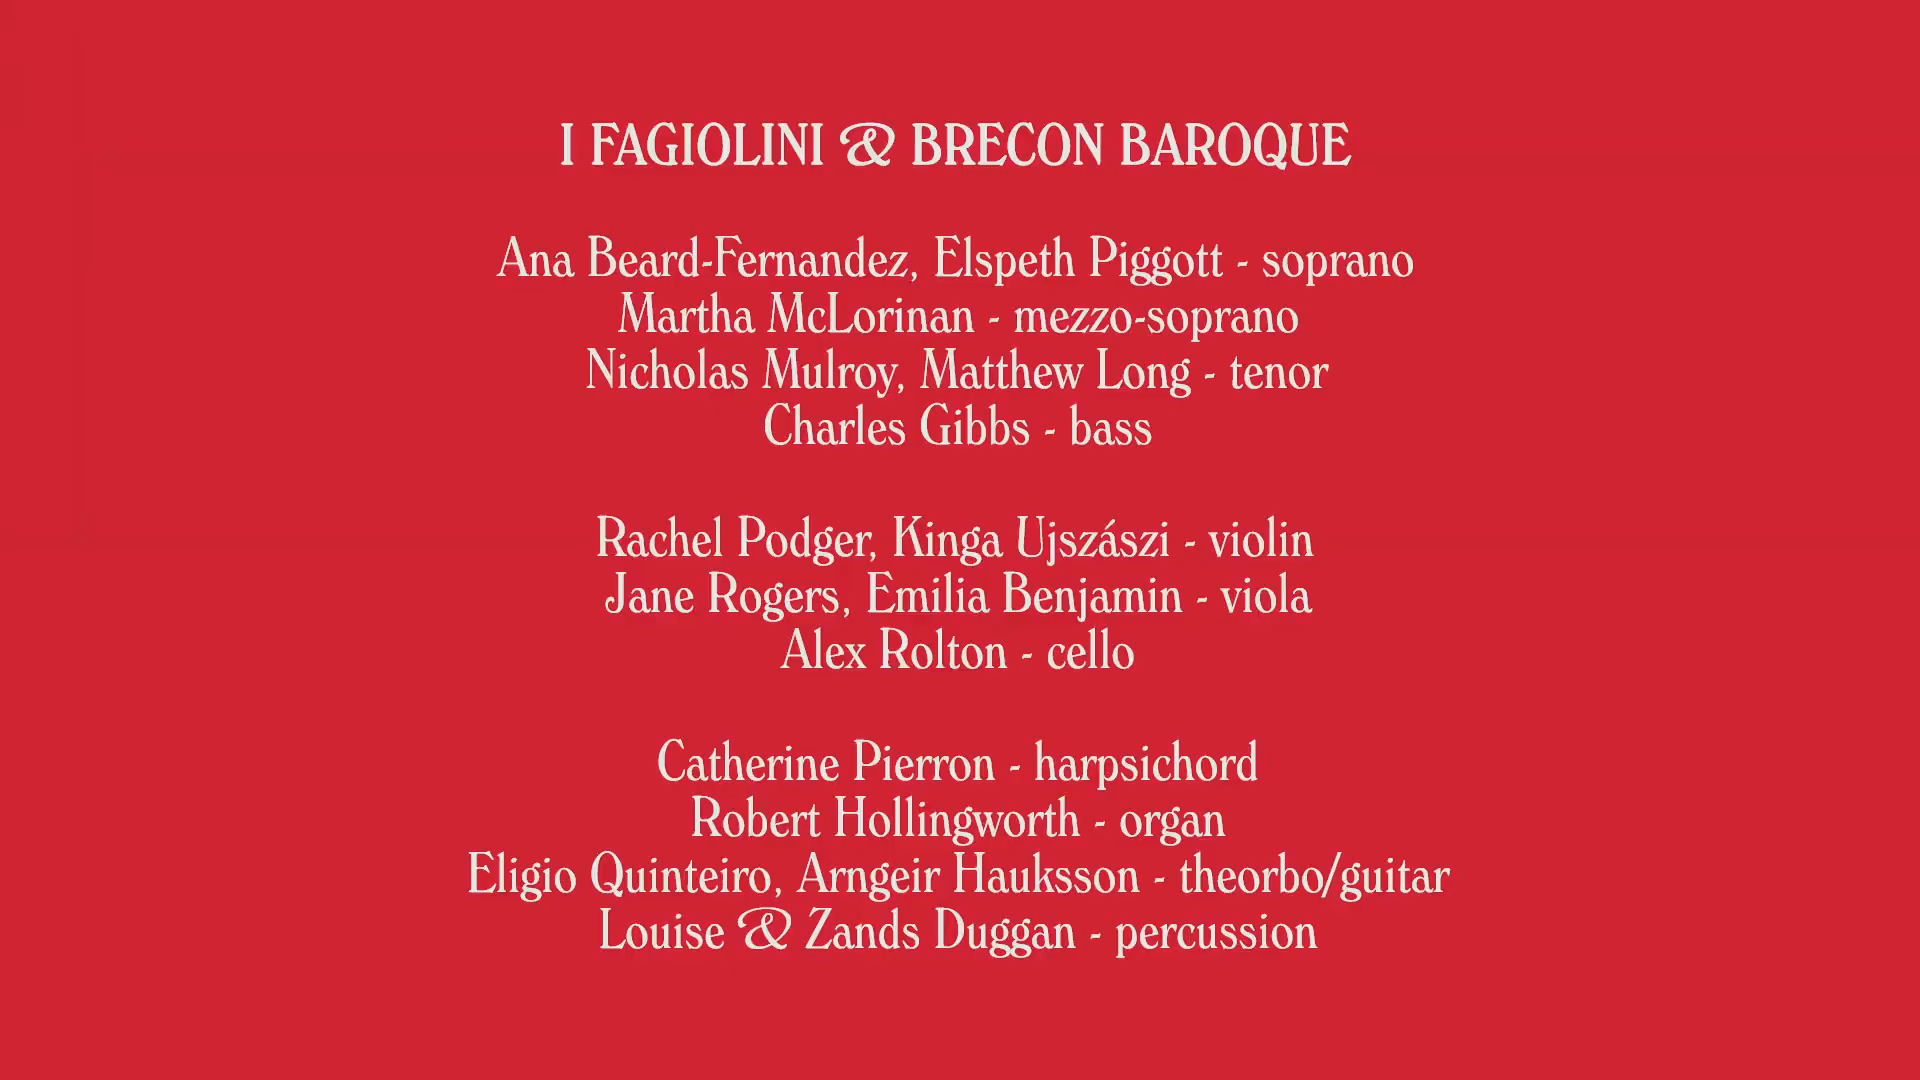 I FAGIOLINI & BRECON BAROQUE
Ana Beard-Fernandez, Elspeth Piggott - soprano
Martha McLorinan - mezzo-soprano
Nicholas Mulroy, Matthew Long - tenor
Charles Gibbs - bass
Rachel Podger, Kinga Ujszászi - violin
Jane Rogers, Emilia Benjamin - viola
Alex Rolton - cello
Catherine Pierron - harpsichord
Robert Hollingworth - organ
Eligio Quinteiro, Arngeir Hauksson - theorbo/guitar
Louise & Zands Duggan - percussion